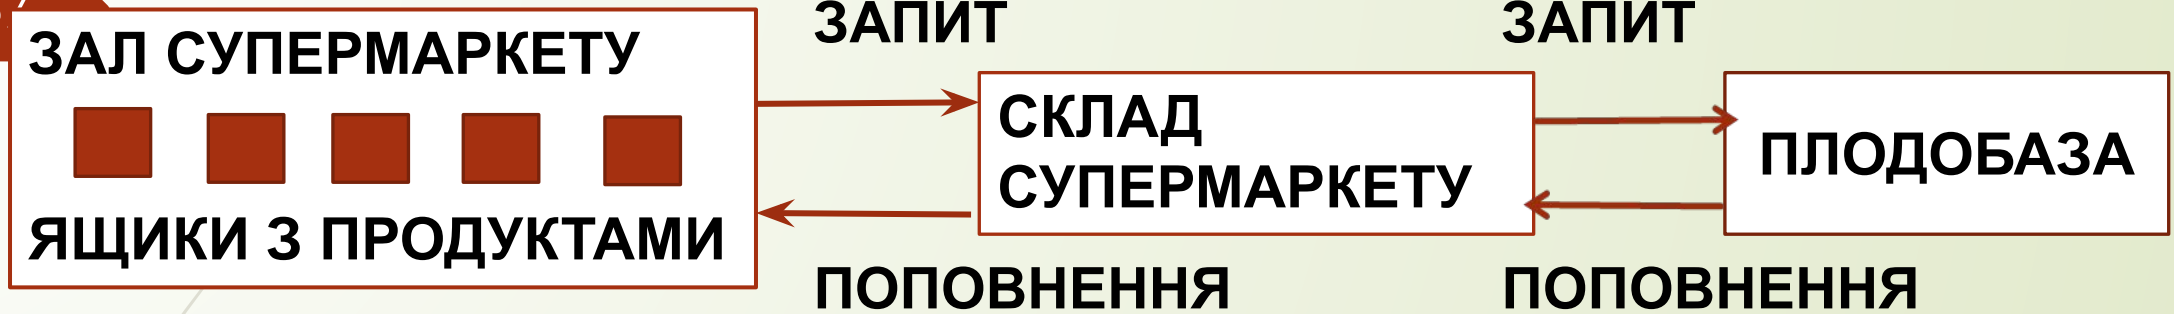 ЗАЛ СУПЕРМАРКЕТУ
ЯЩИКИ З ПРОДУКТАМИ
ЗАПИТ
ПОПОВНЕННЯ
СКЛАД
СУПЕРМАРКЕТУ
ЗАПИТ
ПОПОВНЕННЯ
ПЛОДОБАЗА